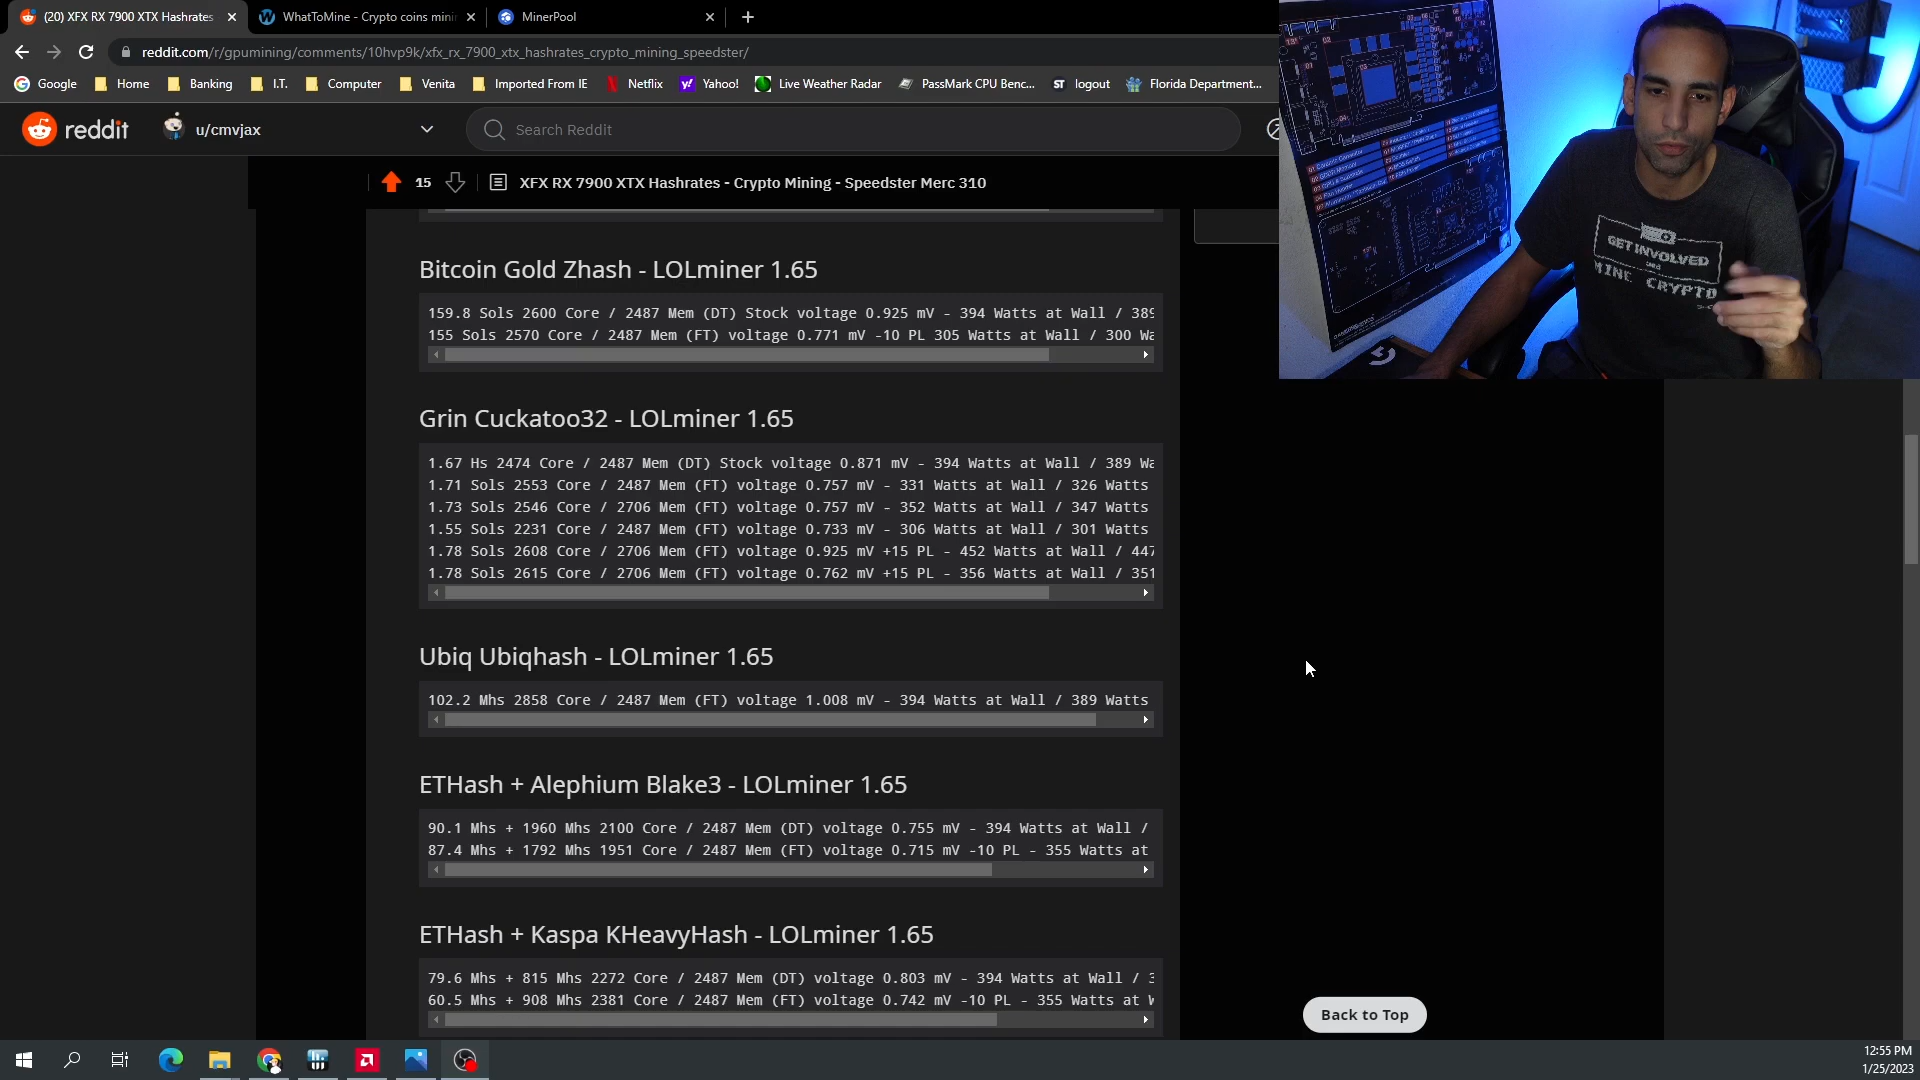 (20) XFX RX 7900 XTX Hashrates
WhatToMine - Crypto coins minin
MinerPool
reddit.com/r/gpumining/comments/10hvp9k/xfx_rx_7900_xtx_hashrates_crypto_mining_speedster/
Google
Home
Banking
I.T.
Computer
Venita
Imported From IE
Netflix
Yahoo!
Live Weather Radar
PassMark CPU Benc...
ST logout
Florida Department...
reddit
u/cmvjax
Search Reddit
15
XFX RX 7900 XTX Hashrates - Crypto Mining - Speedster Merc 310
GET INVOLVED
and
MINE CRYPTO
Bitcoin Gold Zhash - LOLminer 1.65
159.8 Sols 2600 Core / 2487 Mem (DT) Stock voltage 0.925 mV - 394 Watts at Wall / 389
155 Sols 2570 Core / 2487 Mem (FT) voltage 0.771 mV -10 PL 305 Watts at Wall / 300 Wa
Grin Cuckatoo32 - LOLminer 1.65
1.67 Hs 2474 Core / 2487 Mem (DT) Stock voltage 0.871 mV - 394 Watts at Wall / 389 Wa
1.71 Sols 2553 Core / 2487 Mem (FT) voltage 0.757 mV - 331 Watts at Wall / 326 Watts
1.73 Sols 2546 Core / 2706 Mem (FT) voltage 0.757 mV - 352 Watts at Wall / 347 Watts
1.55 Sols 2231 Core / 2487 Mem (FT) voltage 0.733 mV - 306 Watts at Wall / 301 Watts
1.78 Sols 2608 Core / 2706 Mem (FT) voltage 0.925 mV +15 PL - 452 Watts at Wall / 447
1.78 Sols 2615 Core / 2706 Mem (FT) voltage 0.762 mV +15 PL - 356 Watts at Wall / 351
Ubiq Ubiqhash - LOLminer 1.65
102.2 Mhs 2858 Core / 2487 Mem (FT) voltage 1.008 mV - 394 Watts at Wall / 389 Watts
ETHash + Alephium Blake3 - LOLminer 1.65
90.1 Mhs + 1960 Mhs 2100 Core / 2487 Mem (DT) voltage 0.755 mV - 394 Watts at Wall /
87.4 Mhs + 1792 Mhs 1951 Core / 2487 Mem (FT) voltage 0.715 mV -10 PL - 355 Watts at
ETHash + Kaspa KHeavyHash - LOLminer 1.65
79.6 Mhs + 815 Mhs 2272 Core / 2487 Mem (DT) voltage 0.803 mV - 394 Watts at Wall / 3
60.5 Mhs + 908 Mhs 2381 Core / 2487 Mem (FT) voltage 0.742 mV -10 PL - 355 Watts at W
Back to Top
12:55 PM
1/25/2023